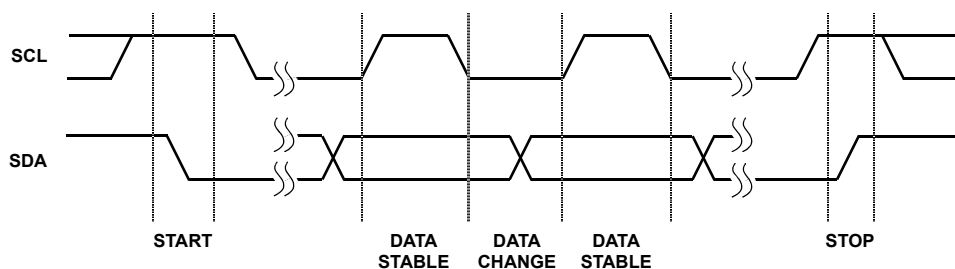 SCL
SDA
START
DATA
STABLE
DATA
CHANGE
DATA
STABLE
STOP